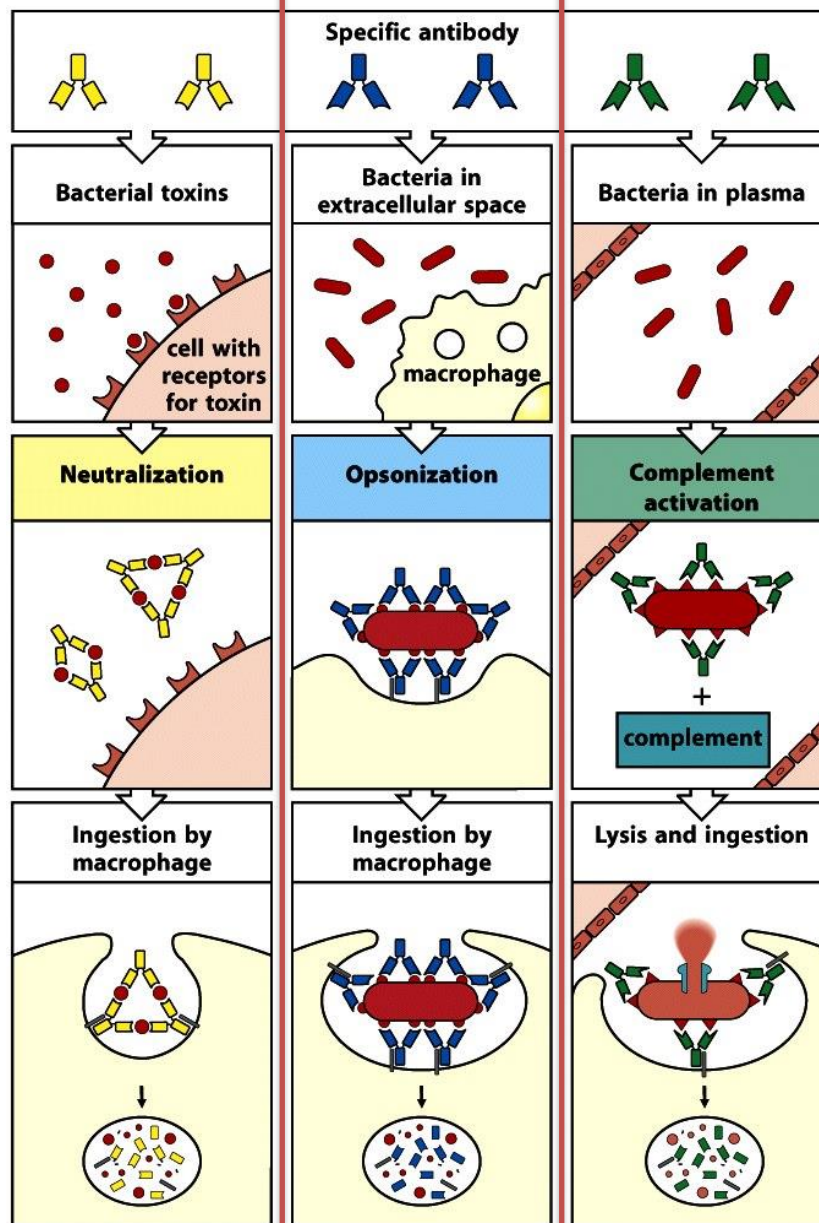 Specific antibody
Bacterial toxins
Bacteria in
extracellular space
Bacteria in plasma
cell with
receptors
for toxin
macrophage
Neutralization
Opsonization
Complement
activation
+
complement
Ingestion by
macrophage
Ingestion by
macrophage
Lysis and ingestion